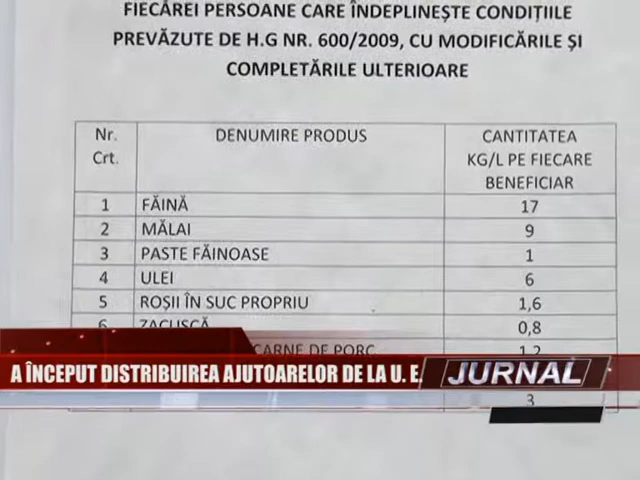 FIECĂREI PERSOANE CARE ÎNDEPLINEȘTE CONDIȚIILE
PREVĂZUTE DE H.G NR. 600/2009, CU MODIFICĂRILE ȘI
COMPLETĂRILE ULTERIOARE
Nr. Crt. DENUMIRE PRODUS CANTITATEA KG/L PE FIECARE BENEFICIAR
1 FĂINĂ 17
2 MĂLAI 9
3 PASTE FĂINOASE 1
4 ULEI 6
5 ROȘII ÎN SUC PROPRIU 1,6
6 ZACUSCĂ 0,8
CARNE DE PORC 1,2
A ÎNCEPUT DISTRIBUIREA AJUTOARELOR DE LA U. E. JURNAL
3